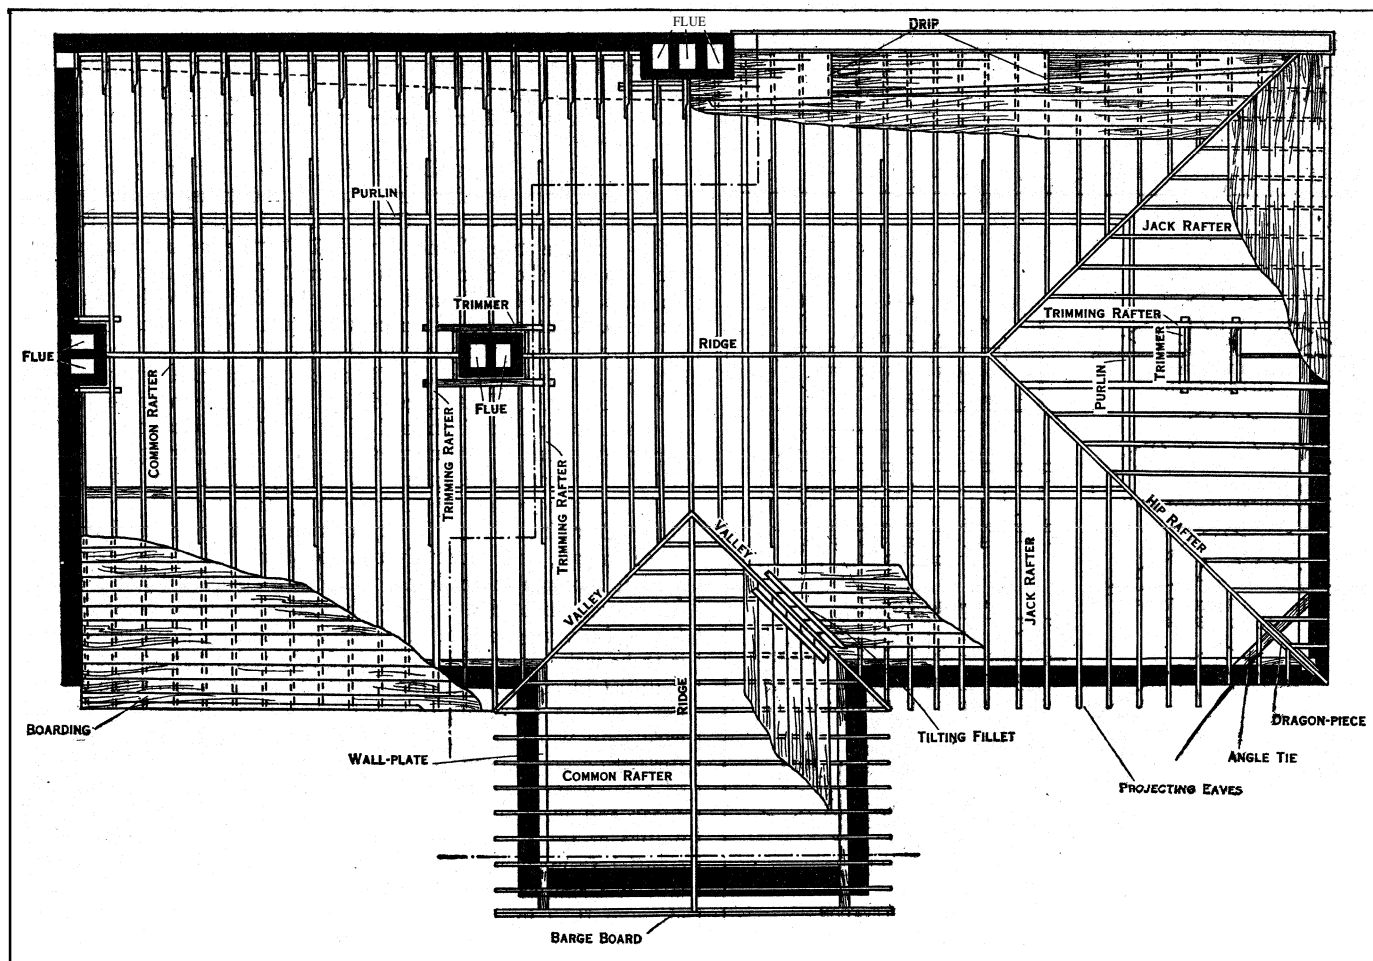 FLUE
DRIP
PURLIN
JACK RAFTER
TRIMMER
TRIMMING RAFTER
RIDGE
TRIMMER
FLUE
PURLIN
COMMON RAFTER
FLUE
TRIMMING RAFTER
TRIMMING RAFTER
HIP RAFTER
VALLEY
JACK RAFTER
VALLEY
RIDGE
BOARDING
DRAGON-PIECE
TILTING FILLET
WALL-PLATE
ANGLE TIE
COMMON RAFTER
PROJECTING EAVES
BARGE BOARD